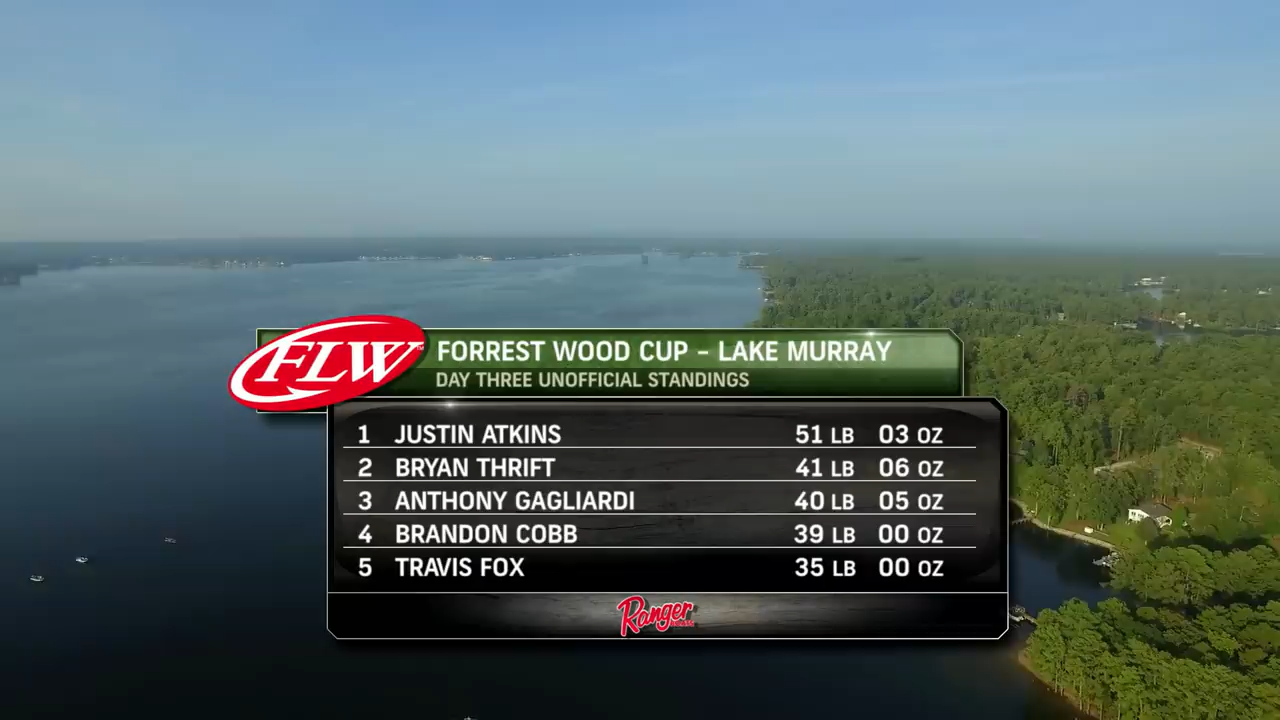 FLW
FORREST WOOD CUP - LAKE MURRAY
DAY THREE UNOFFICIAL STANDINGS
1 JUSTIN ATKINS 51 LB 03 OZ
2 BRYAN THRIFT 41 LB 06 OZ
3 ANTHONY GAGLIARDI 40 LB 05 OZ
4 BRANDON COBB 39 LB 00 OZ
5 TRAVIS FOX 35 LB 00 OZ
Ranger